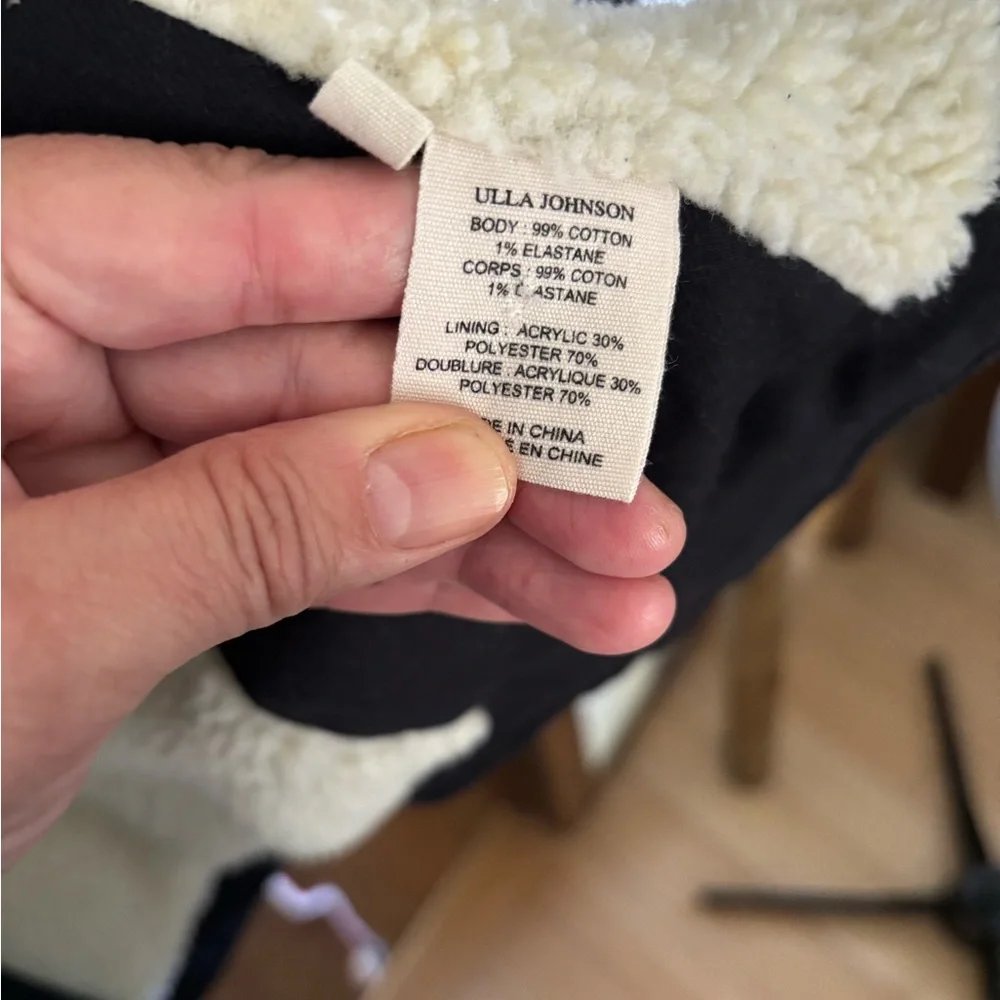 ULLA JOHNSON
BODY : 99% COTTON
1% ELASTANE
CORPS : 99% COTON
1% ASTANE
LINING : ACRYLIC 30%
POLYESTER 70%
DOUBLURE : ACRYLIQUE 30%
POLYESTER 70%
IN CHINA
EN CHINE